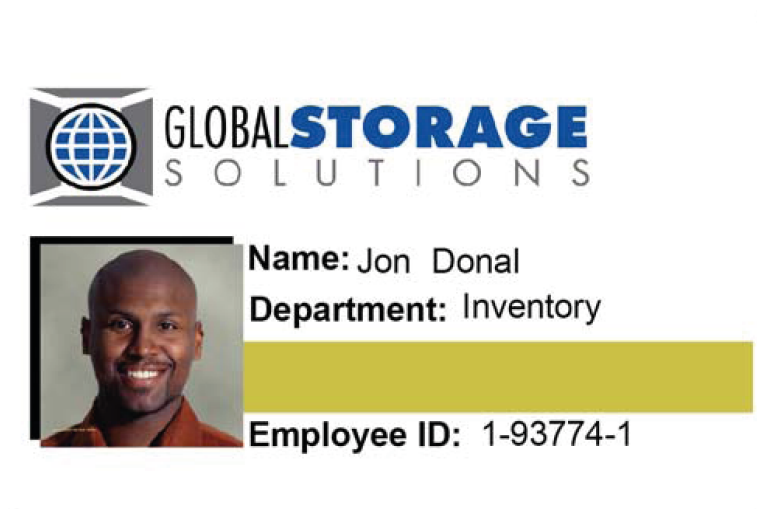 GLOBALSTORAGE
SOLUTIONS
Name: Jon Donal
Department: Inventory
Employee ID: 1-93774-1